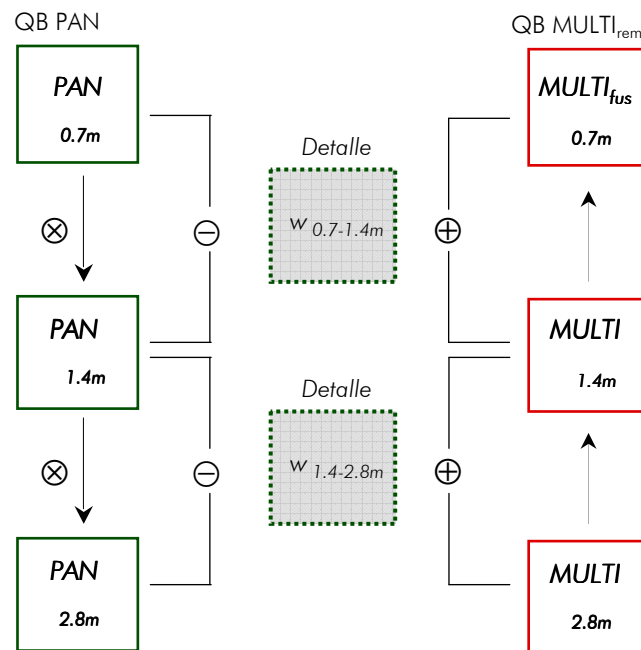 QB PAN
QB MULTIrem
PAN
0.7m
MULTIfus
0.7m
Detalle
w 0.7-1.4m
PAN
1.4m
MULTI
1.4m
Detalle
w 1.4-2.8m
PAN
2.8m
MULTI
2.8m